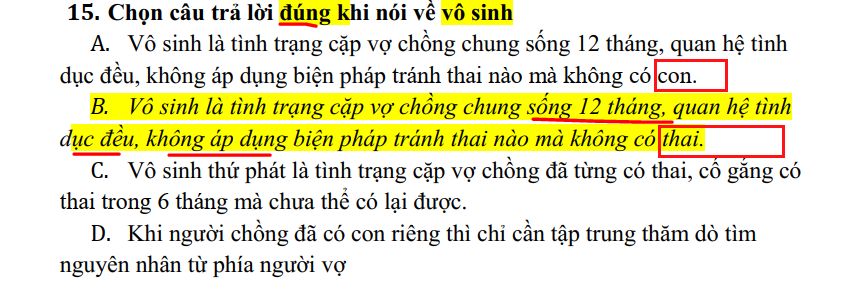 15. Chọn câu trả lời đúng khi nói về vô sinh
A. Vô sinh là tình trạng cặp vợ chồng chung sống 12 tháng, quan hệ tình
dục đều, không áp dụng biện pháp tránh thai nào mà không có con.
B. Vô sinh là tình trạng cặp vợ chồng chung sống 12 tháng, quan hệ tình
dục đều, không áp dụng biện pháp tránh thai nào mà không có thai.
C. Vô sinh thứ phát là tình trạng cặp vợ chồng đã từng có thai, cố gắng có
thai trong 6 tháng mà chưa thể có lại được.
D. Khi người chồng đã có con riêng thì chỉ cần tập trung thăm dò tìm
nguyên nhân từ phía người vợ